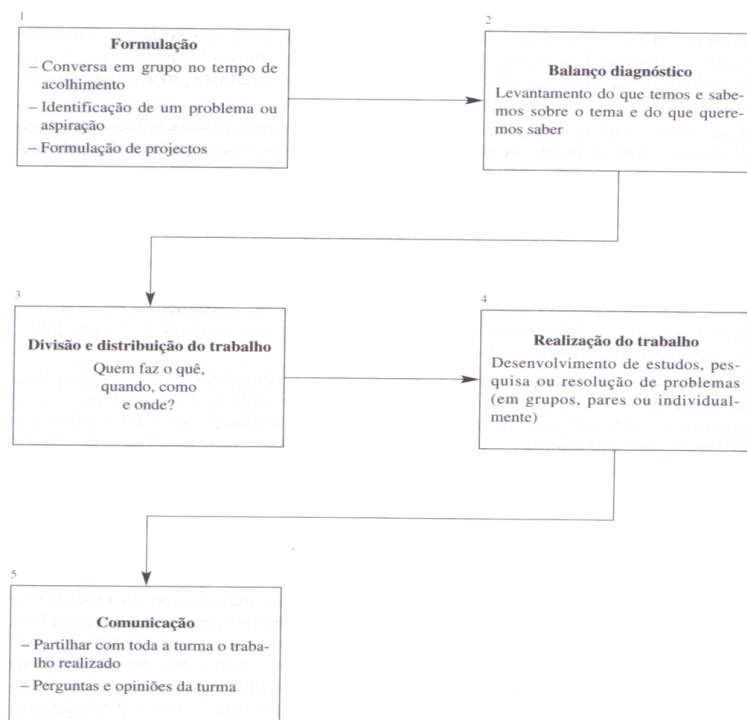 1
Formulação
– Conversa em grupo no tempo de
acolhimento
– Identificação de um problema ou
aspiração
– Formulação de projectos
2
Balanço diagnóstico
Levantamento do que temos e sabe-
mos sobre o tema e do que quere-
mos saber
3
Divisão e distribuição do trabalho
Quem faz o quê,
quando, como
e onde?
4
Realização do trabalho
Desenvolvimento de estudos, pes-
quisa ou resolução de problemas
(em grupos, pares ou individual-
mente)
5
Comunicação
– Partilhar com toda a turma o traba-
lho realizado
– Perguntas e opiniões da turma